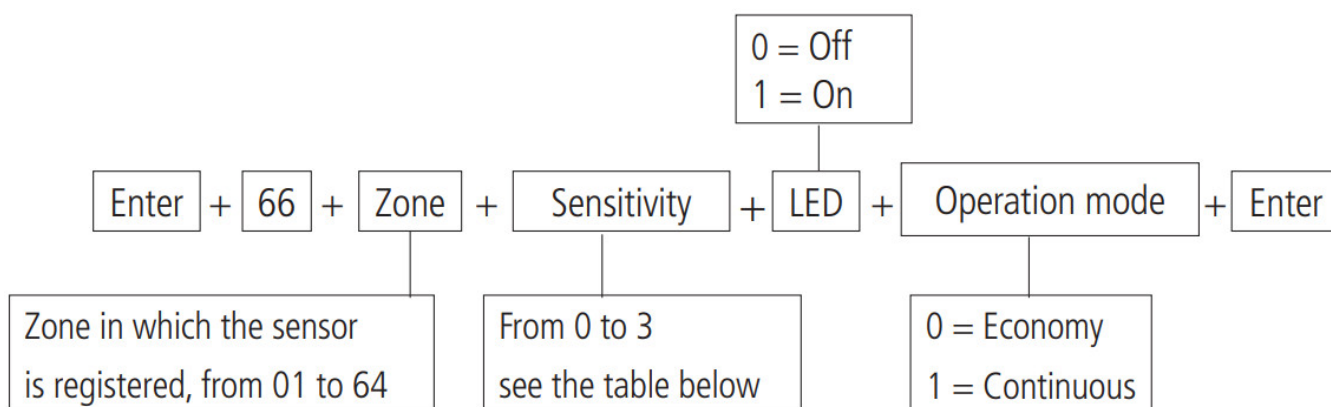 0 = Off
1 = On
Enter + 66 + Zone + Sensitivity + LED + Operation mode + Enter
Zone in which the sensor
is registered, from 01 to 64
From 0 to 3
see the table below
0 = Economy
1 = Continuous